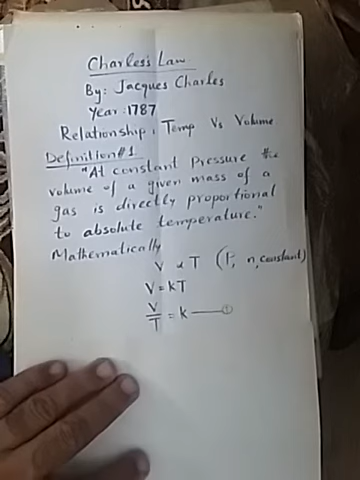 Charles's Law
By: Jacques Charles
Year: 1787
Relationship: Temp Vs Volume
Definition#1
"At constant Pressure the
volume of a given mass of a
gas is directly proportional
to absolute temperature."
Mathematically
V ∝ T (P, n, constant)
V = kT
V/T = k —— ①